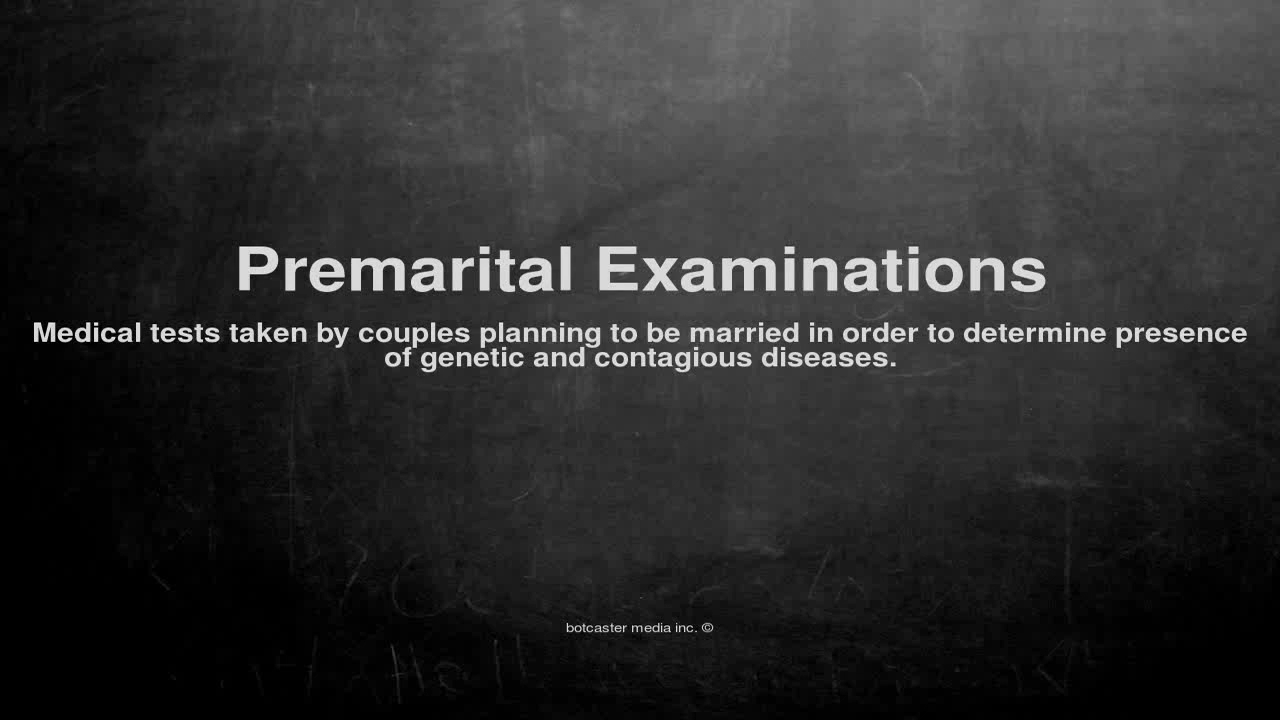 Premarital Examinations
Medical tests taken by couples planning to be married in order to determine presence
of genetic and contagious diseases.
botcaster media inc. ©